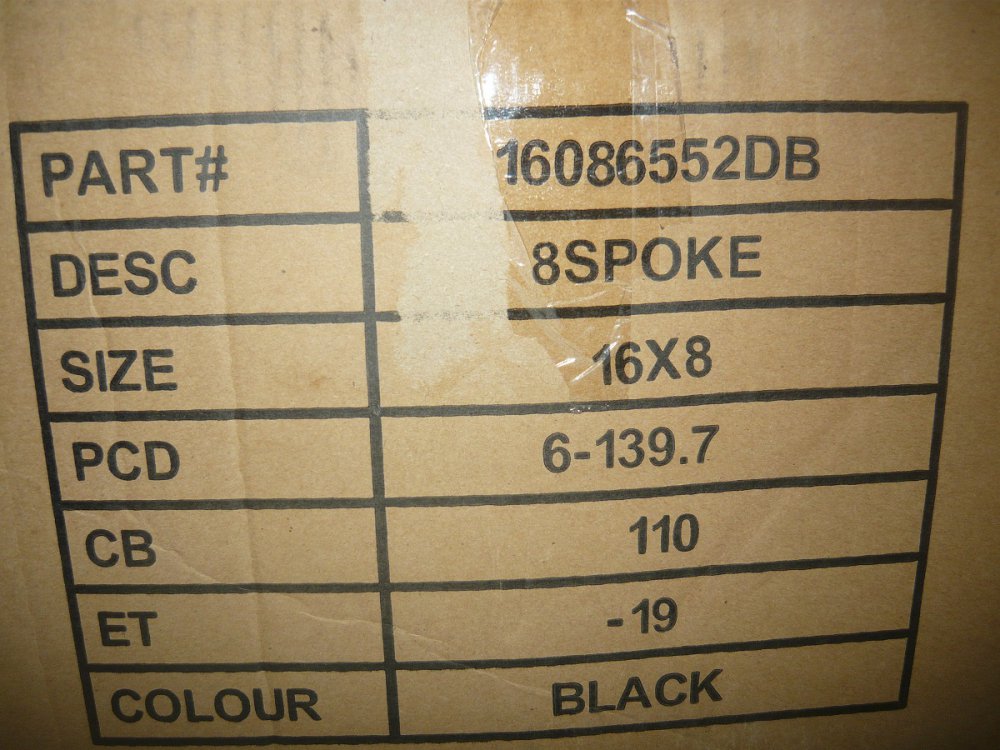 PART# 16086552DB
DESC 8SPOKE
SIZE 16X8
PCD 6-139.7
CB 110
ET -19
COLOUR BLACK